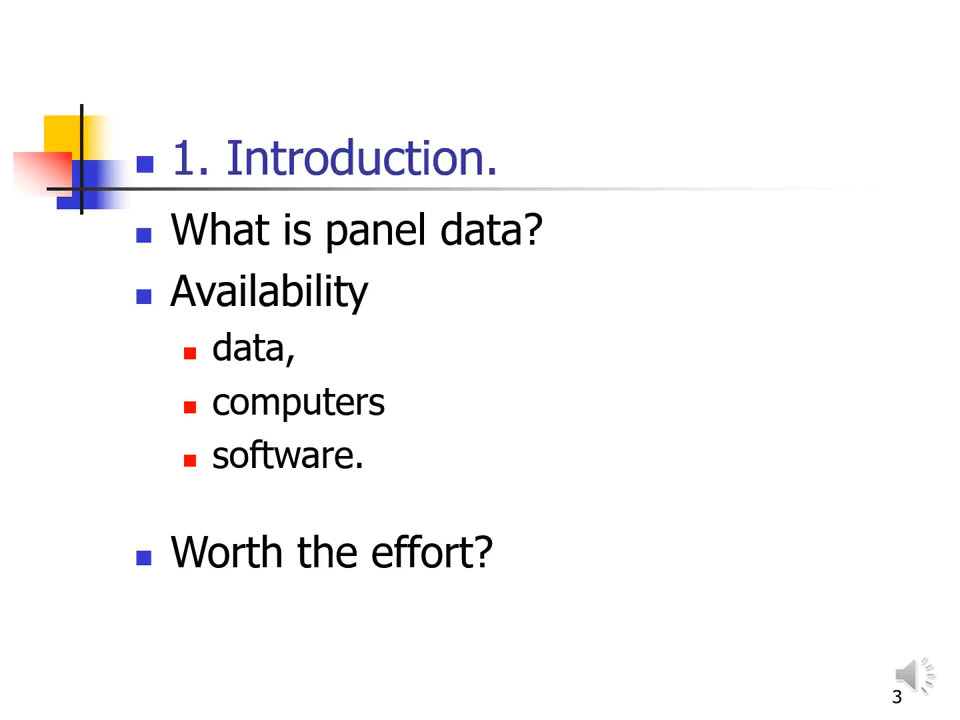 1. Introduction.
What is panel data?
Availability
data,
computers
software.
Worth the effort?
3